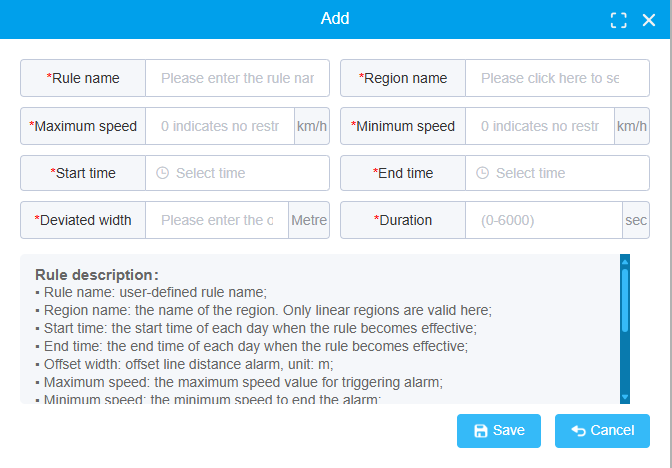 Add
*Rule name Please enter the rule nar *Region name Please click here to se
*Maximum speed 0 indicates no restr km/h *Minimum speed 0 indicates no restr km/h
*Start time Select time *End time Select time
*Deviated width Please enter the o Metre *Duration (0-6000) sec
Rule description:
▪ Rule name: user-defined rule name;
▪ Region name: the name of the region. Only linear regions are valid here;
▪ Start time: the start time of each day when the rule becomes effective;
▪ End time: the end time of each day when the rule becomes effective;
▪ Offset width: offset line distance alarm, unit: m;
▪ Maximum speed: the maximum speed value for triggering alarm;
▪ Minimum speed: the minimum speed to end the alarm;
Save Cancel